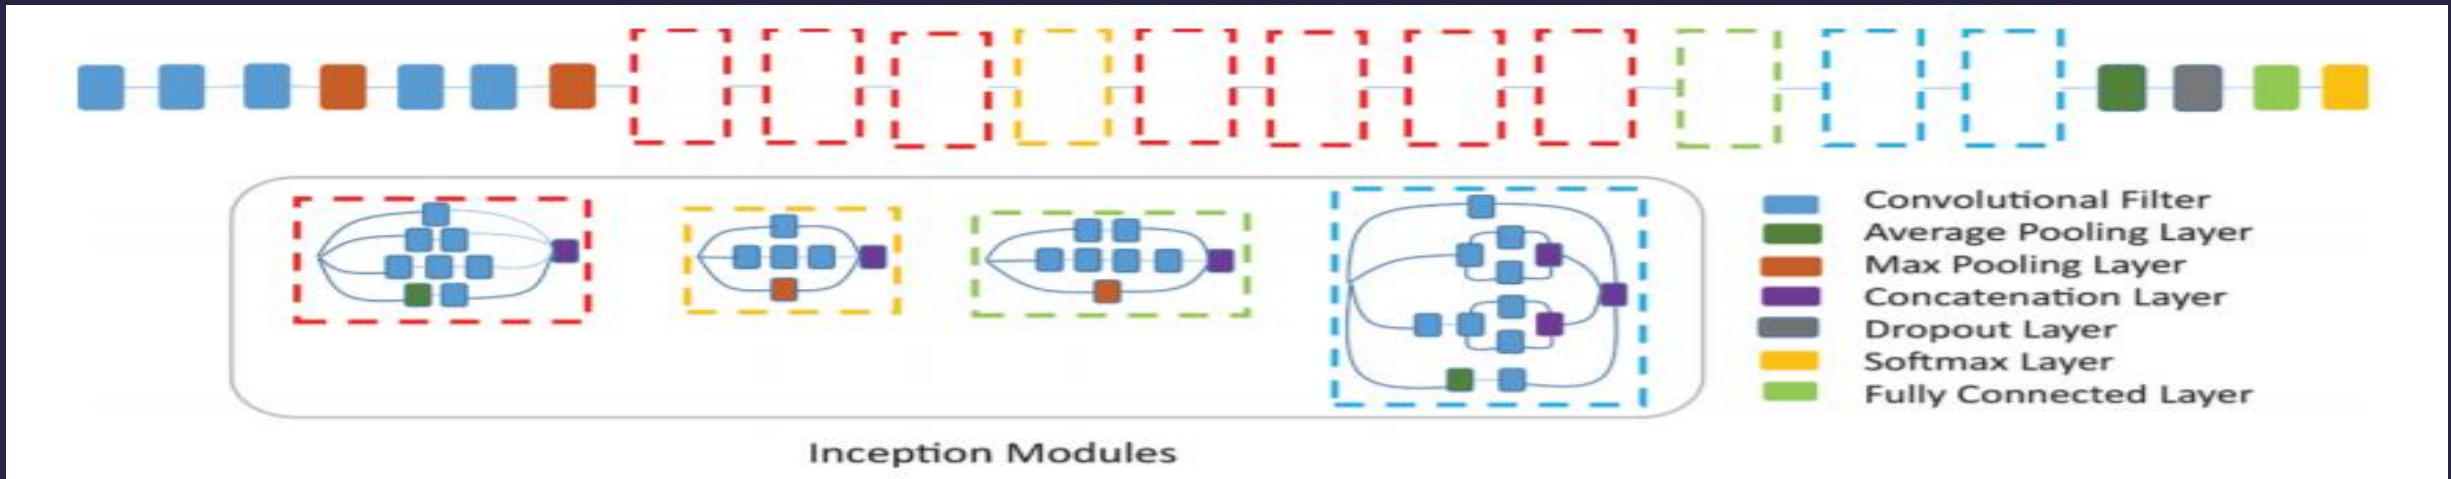 Convolutional Filter
Average Pooling Layer
Max Pooling Layer
Concatenation Layer
Dropout Layer
Softmax Layer
Fully Connected Layer
Inception Modules